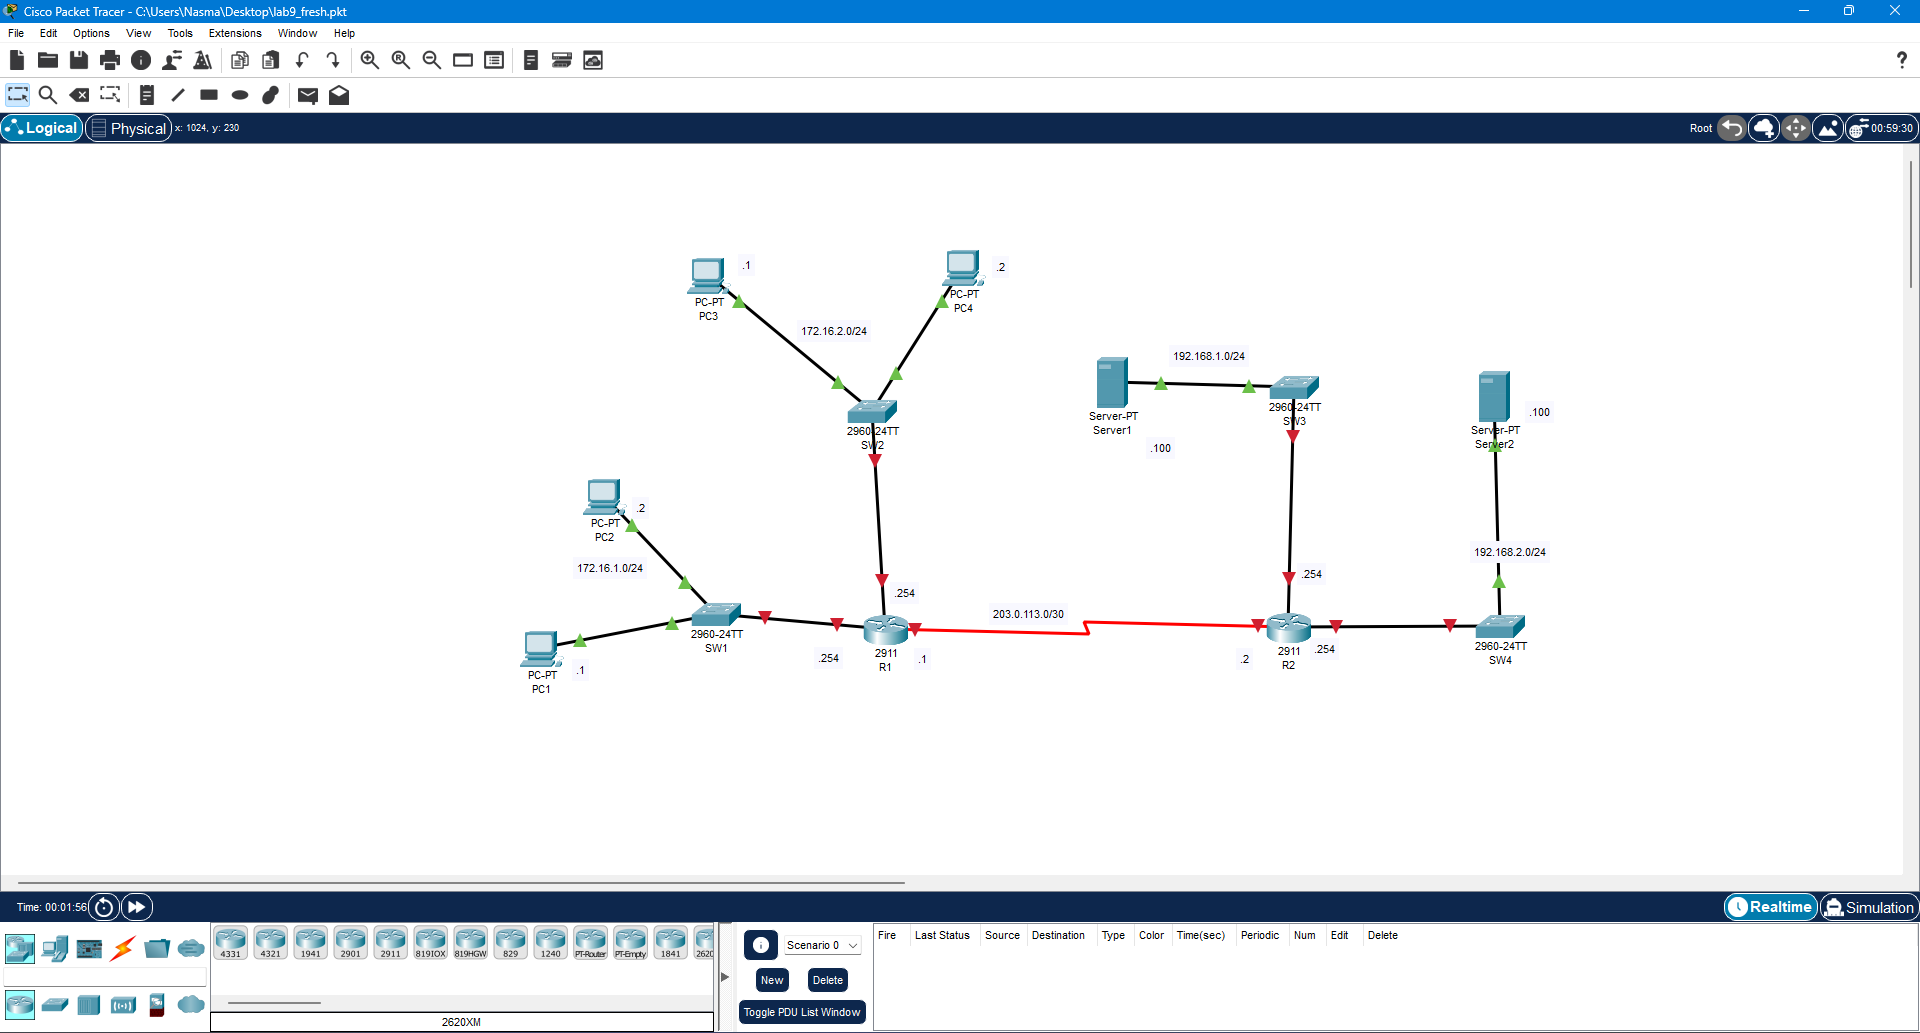 Cisco Packet Tracer - C:\Users\Nasma\Desktop\lab9_fresh.pkt
File Edit Options View Tools Extensions Window Help
Logical Physical x: 1024, y: 230 Root 00:59:30
.1
PC-PT
PC3
.2
PC-PT
PC4
172.16.2.0/24
2960-24TT
SW2
192.168.1.0/24
Server-PT
Server1
.100
2960-24TT
SW3
Server-PT
Server2
.100
192.168.2.0/24
.2
PC-PT
PC2
172.16.1.0/24
2960-24TT
SW1
PC-PT
PC1
.1
.254
.254
2911
R1
.1
203.0.113.0/30
.254
.2
2911
R2
.254
2960-24TT
SW4
Time: 00:01:56 Realtime Simulation
4331 4321 1941 2901 2911 819IOX 819HGW 829 1240 PT-Router PT-Empty 1841 2620
2620XM
Scenario 0
New Delete
Toggle PDU List Window
Fire Last Status Source Destination Type Color Time(sec) Periodic Num Edit Delete